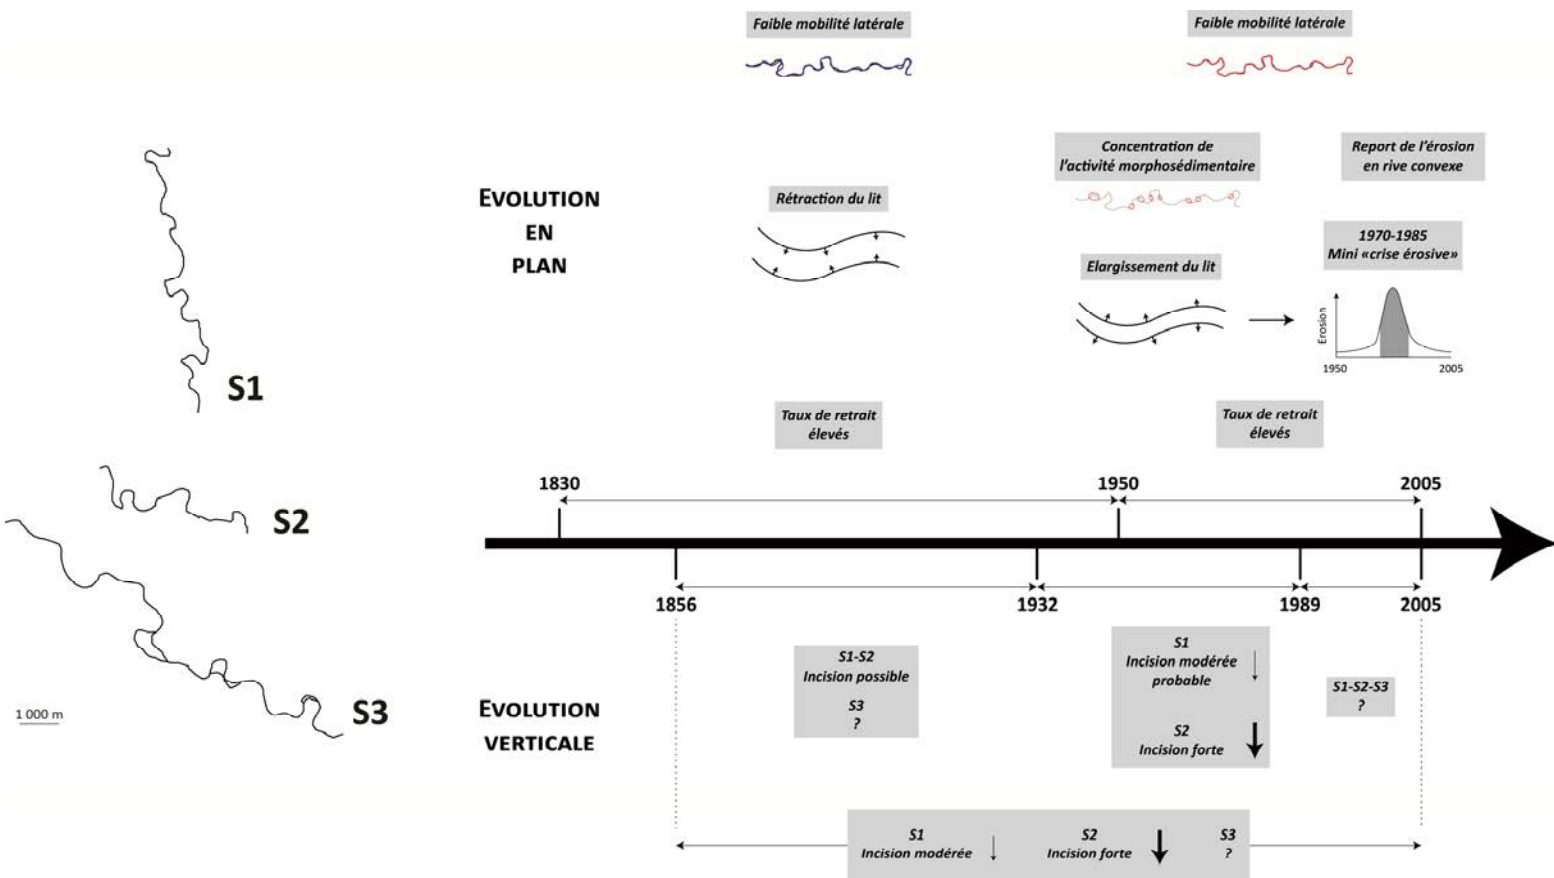 Faible mobilité latérale
Faible mobilité latérale
EVOLUTION
EN
PLAN
Rétraction du lit
Concentration de
l'activité morphosédimentaire
Report de l'érosion
en rive convexe
Elargissement du lit
1970-1985
Mini «crise érosive»
Erosion
1950
2005
S1
Taux de retrait
élevés
Taux de retrait
élevés
S2
S3
1 000 m
1830
1950
2005
1856
1932
1989
2005
EVOLUTION
VERTICALE
S1-S2
Incision possible
S3
?
S1
Incision modérée
probable
S2
Incision forte
S1-S2-S3
?
S1
Incision modérée
S2
Incision forte
S3
?